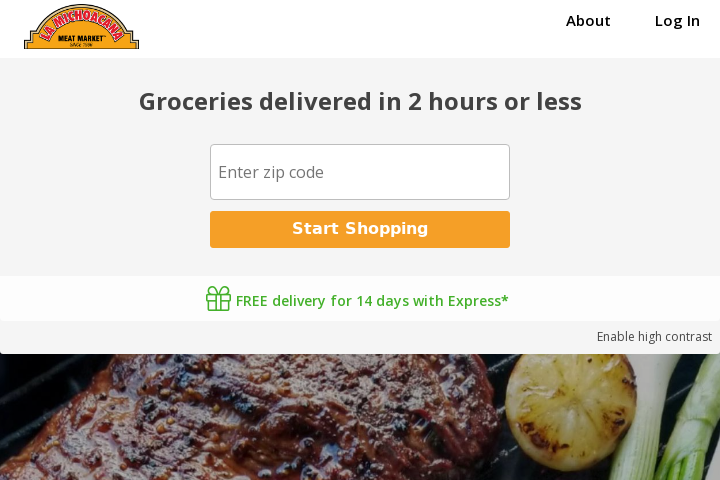 LA MICHOACANA
MEAT MARKET
SINCE 1986
About
Log In
Groceries delivered in 2 hours or less
Enter zip code
Start Shopping
FREE delivery for 14 days with Express*
Enable high contrast